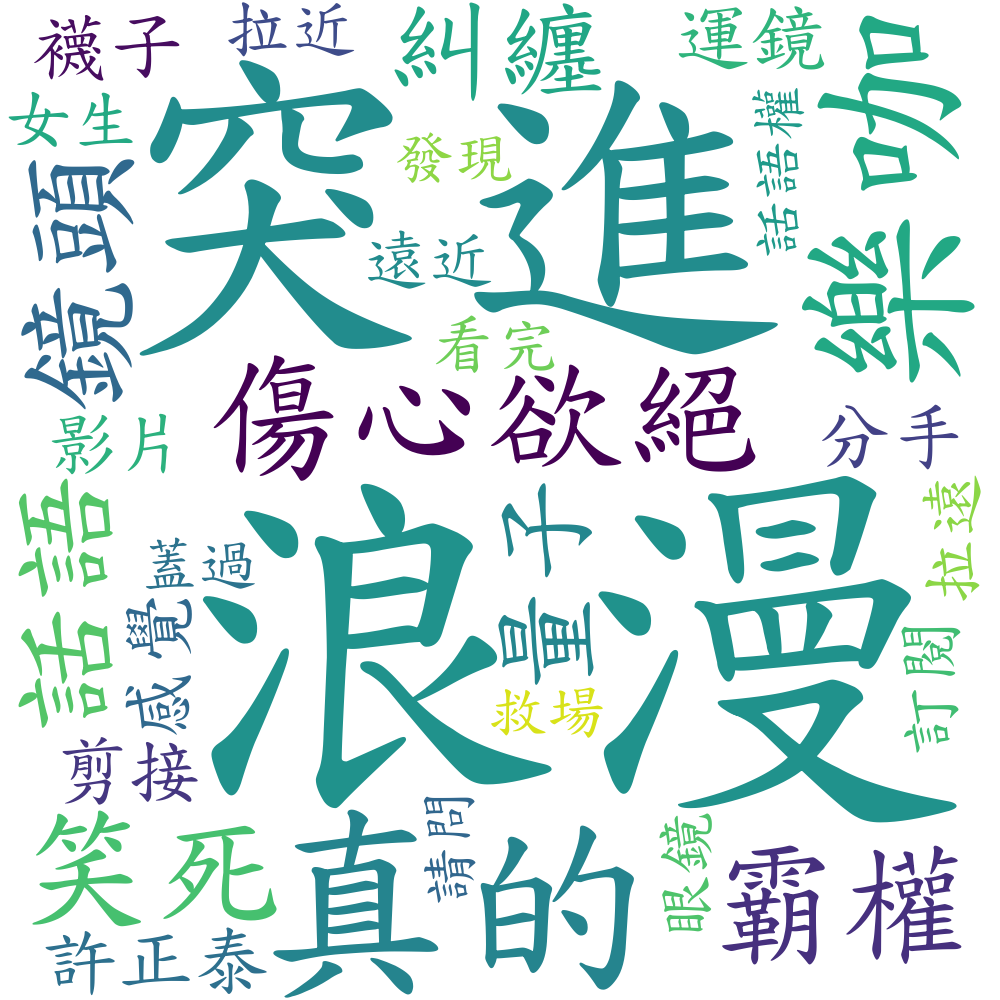 襪子
拉近
糾纏
運鏡
樂咖
女生
突進
發現
話語權
鏡頭
遠近
看完
傷心欲絕
影片
分手
話語
浪漫
量子
拉遠
蓋過
感覺
訂閱
救場
剪接
笑死
真的
請問
眼鏡
霸權
許正泰